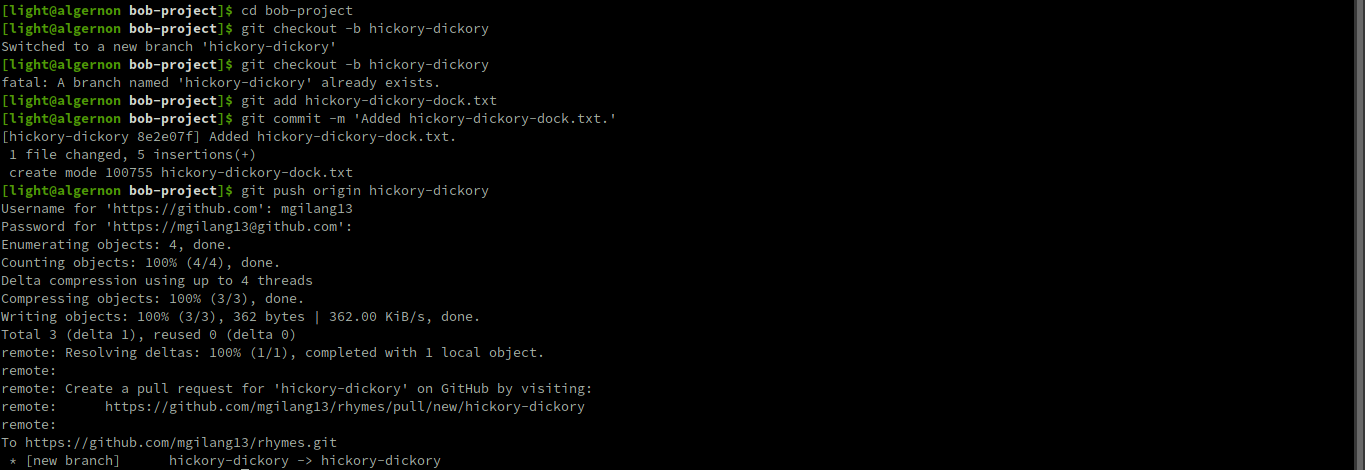 [light@algernon bob-project]$ cd bob-project
[light@algernon bob-project]$ git checkout -b hickory-dickory
Switched to a new branch 'hickory-dickory'
[light@algernon bob-project]$ git checkout -b hickory-dickory
fatal: A branch named 'hickory-dickory' already exists.
[light@algernon bob-project]$ git add hickory-dickory-dock.txt
[light@algernon bob-project]$ git commit -m 'Added hickory-dickory-dock.txt.'
[hickory-dickory 8e2e07f] Added hickory-dickory-dock.txt.
 1 file changed, 5 insertions(+)
 create mode 100755 hickory-dickory-dock.txt
[light@algernon bob-project]$ git push origin hickory-dickory
Username for 'https://github.com': mgilang13
Password for 'https://mgilang13@github.com':
Enumerating objects: 4, done.
Counting objects: 100% (4/4), done.
Delta compression using up to 4 threads
Compressing objects: 100% (3/3), done.
Writing objects: 100% (3/3), 362 bytes | 362.00 KiB/s, done.
Total 3 (delta 1), reused 0 (delta 0)
remote: Resolving deltas: 100% (1/1), completed with 1 local object.
remote:
remote: Create a pull request for 'hickory-dickory' on GitHub by visiting:
remote:      https://github.com/mgilang13/rhymes/pull/new/hickory-dickory
remote:
To https://github.com/mgilang13/rhymes.git
 * [new branch]      hickory-dickory -> hickory-dickory